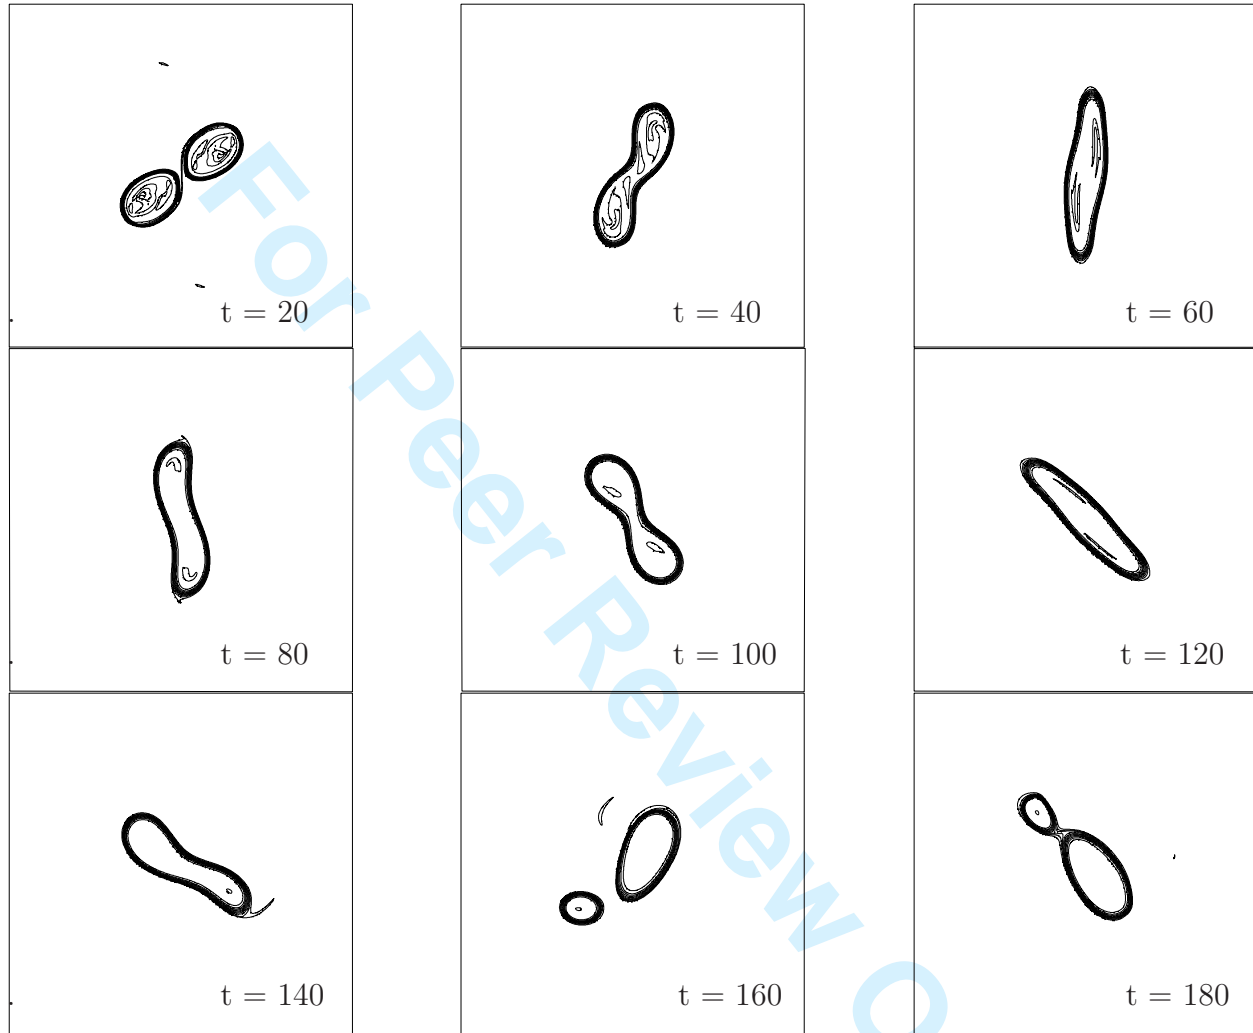 t = 20
t = 40
t = 60
t = 80
t = 100
t = 120
t = 140
t = 160
t = 180
For Peer Review O